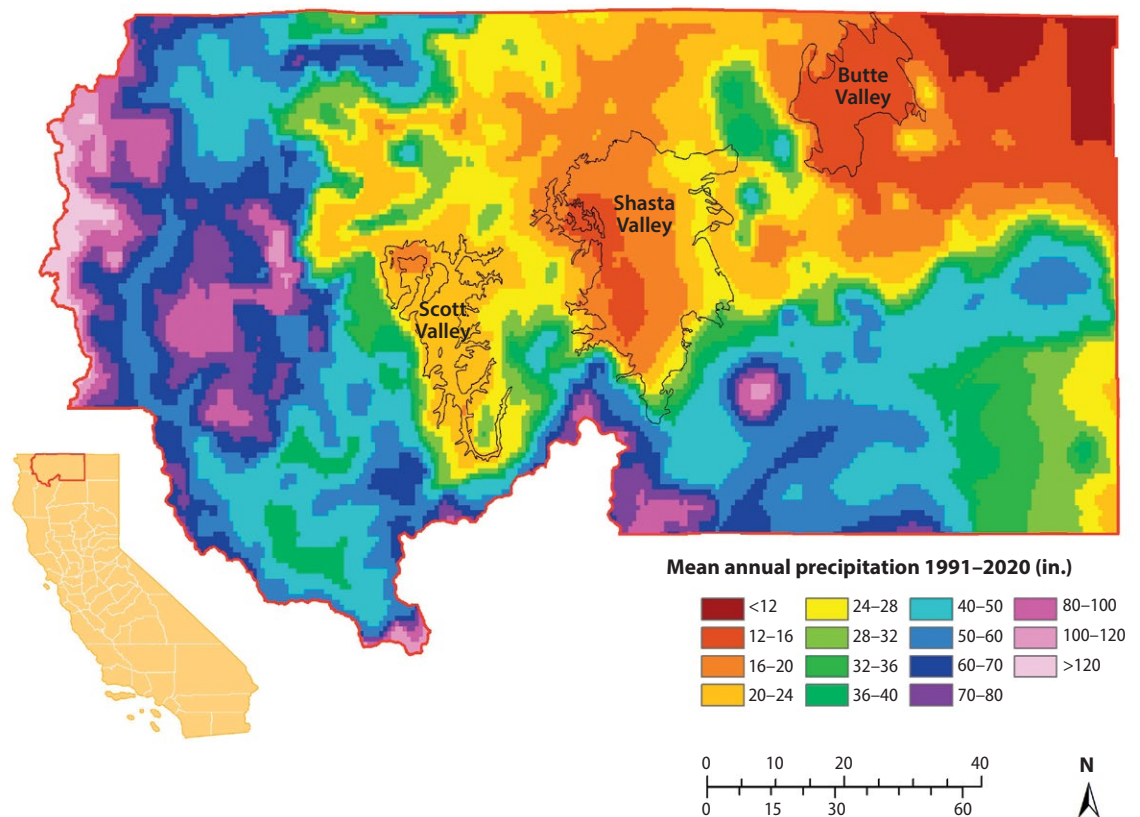 Butte
Valley
Shasta
Valley
Scott
Valley
Mean annual precipitation 1991–2020 (in.)
<12
24–28
40–50
80–100
12–16
28–32
50–60
100–120
16–20
32–36
60–70
>120
20–24
36–40
70–80
0 10 20 40
0 15 30 60
N